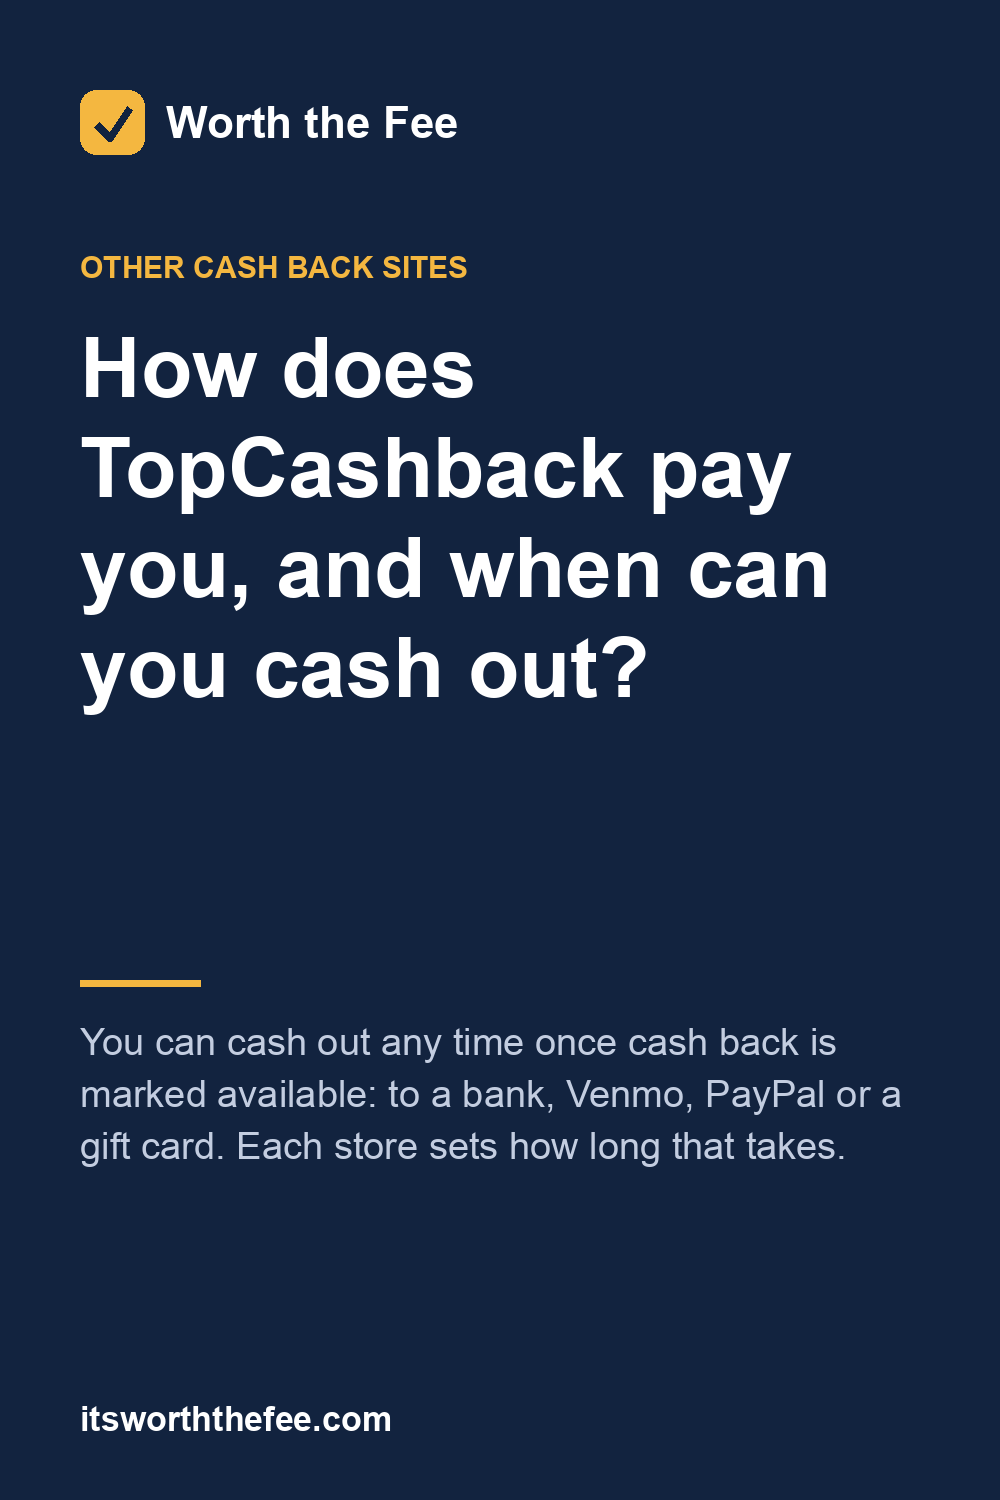 Worth the Fee
OTHER CASH BACK SITES
How does
TopCashback pay
you, and when can
you cash out?
You can cash out any time once cash back is
marked available: to a bank, Venmo, PayPal or a
gift card. Each store sets how long that takes.
itsworththefee.com